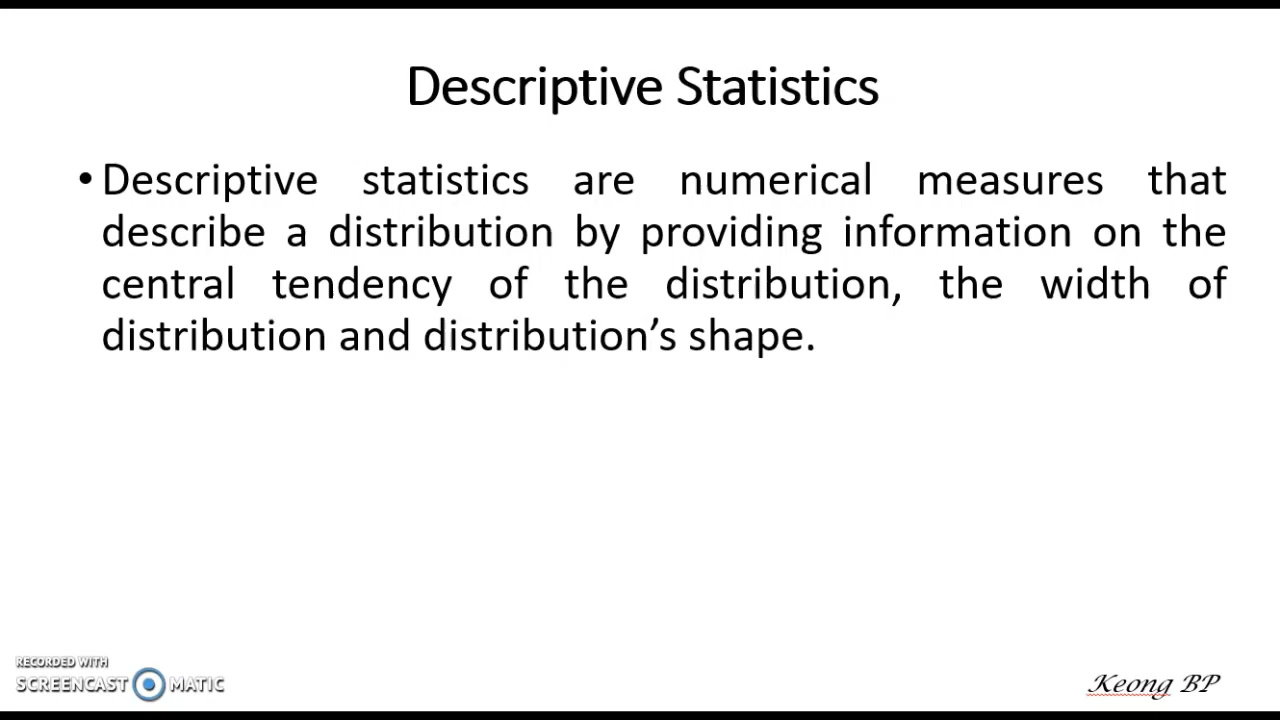 Descriptive Statistics
• Descriptive statistics are numerical measures that
describe a distribution by providing information on the
central tendency of the distribution, the width of
distribution and distribution’s shape.
RECORDED WITH
SCREENCAST MATIC
Keong BP